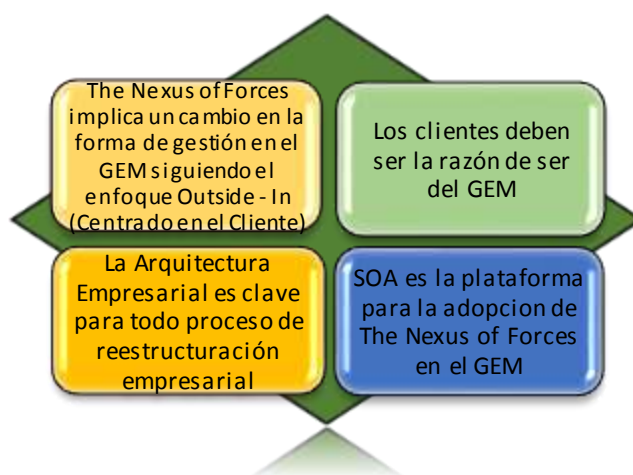 The Nexus of Forces
implica un cambio en la
forma de gestión en el
GEM siguiendo el
enfoque Outside - In
(Centrado en el Cliente)
Los clientes deben
ser la razón de ser
del GEM
La Arquitectura
Empresarial es clave
para todo proceso de
reestructuración
empresarial
SOA es la plataforma
para la adopcion de
The Nexus of Forces
en el GEM